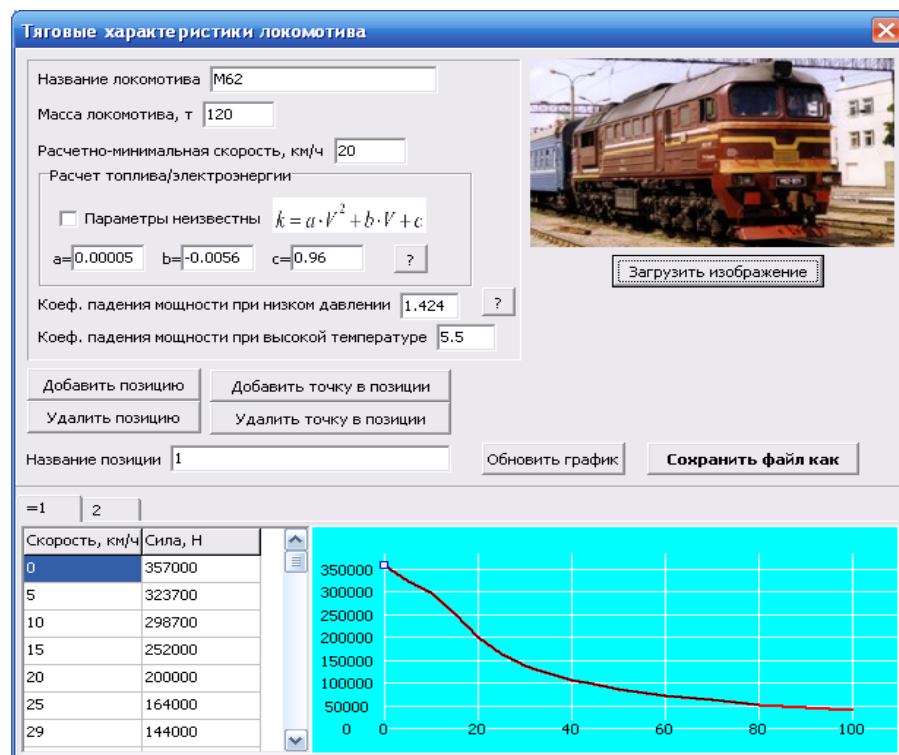 Тяговые характеристики локомотива
Название локомотива M62
Масса локомотива, т 120
Расчетно-минимальная скорость, км/ч 20
Расчет топлива/электроэнергии
Параметры неизвестны k = a·V² + b·V + c
a= 0.00005 b= -0.0056 c= 0.96 ?
Коеф. падения мощности при низком давлении 1.424 ?
Коеф. падения мощности при высокой температуре 5.5
Загрузить изображение
Добавить позицию Добавить точку в позиции
Удалить позицию Удалить точку в позиции
Название позиции 1 Обновить график Сохранить файл как
=1 2
Скорость, км/ч Сила, Н
0 357000
5 323700
10 298700
15 252000
20 200000
25 164000
29 144000
350000
300000
250000
200000
150000
100000
50000
0 0 20 40 60 80 100